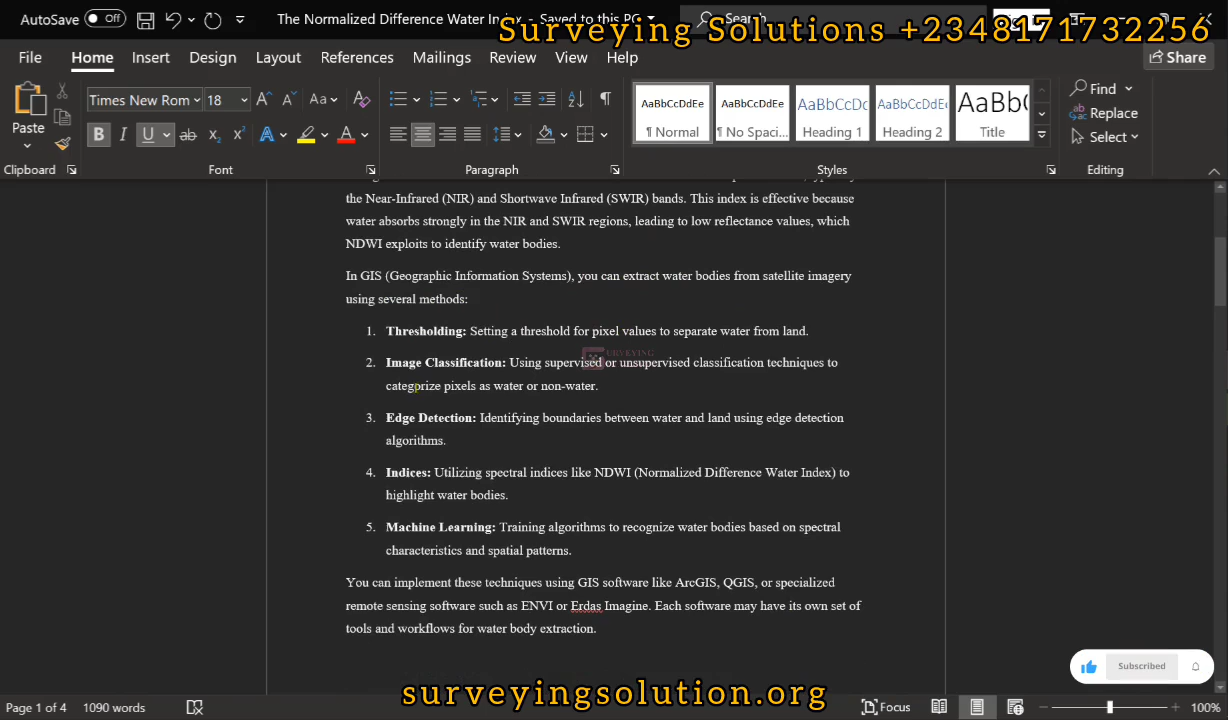 AutoSave Off The Normalized Difference Water Index - Saved to this PC Search
Surveying Solutions +2348171732256
File Home Insert Design Layout References Mailings Review View Help Share
Paste Times New Rom 18 Aa AaBbCcDdEe AaBbCcDdEe AaBbCcDc AaBbCcDdE AaBb( Find
Replace
¶ Normal ¶ No Spaci... Heading 1 Heading 2 Title Select
Clipboard Font Paragraph Styles Editing
the Near-Infrared (NIR) and Shortwave Infrared (SWIR) bands. This index is effective because
water absorbs strongly in the NIR and SWIR regions, leading to low reflectance values, which
NDWI exploits to identify water bodies.
In GIS (Geographic Information Systems), you can extract water bodies from satellite imagery
using several methods:
1. Thresholding: Setting a threshold for pixel values to separate water from land.
SURVEYING
2. Image Classification: Using supervised or unsupervised classification techniques to
categorize pixels as water or non-water.
3. Edge Detection: Identifying boundaries between water and land using edge detection
algorithms.
4. Indices: Utilizing spectral indices like NDWI (Normalized Difference Water Index) to
highlight water bodies.
5. Machine Learning: Training algorithms to recognize water bodies based on spectral
characteristics and spatial patterns.
You can implement these techniques using GIS software like ArcGIS, QGIS, or specialized
remote sensing software such as ENVI or Erdas Imagine. Each software may have its own set of
tools and workflows for water body extraction.
Subscribed
surveyingsolution.org
Page 1 of 4 1090 words Focus 100%